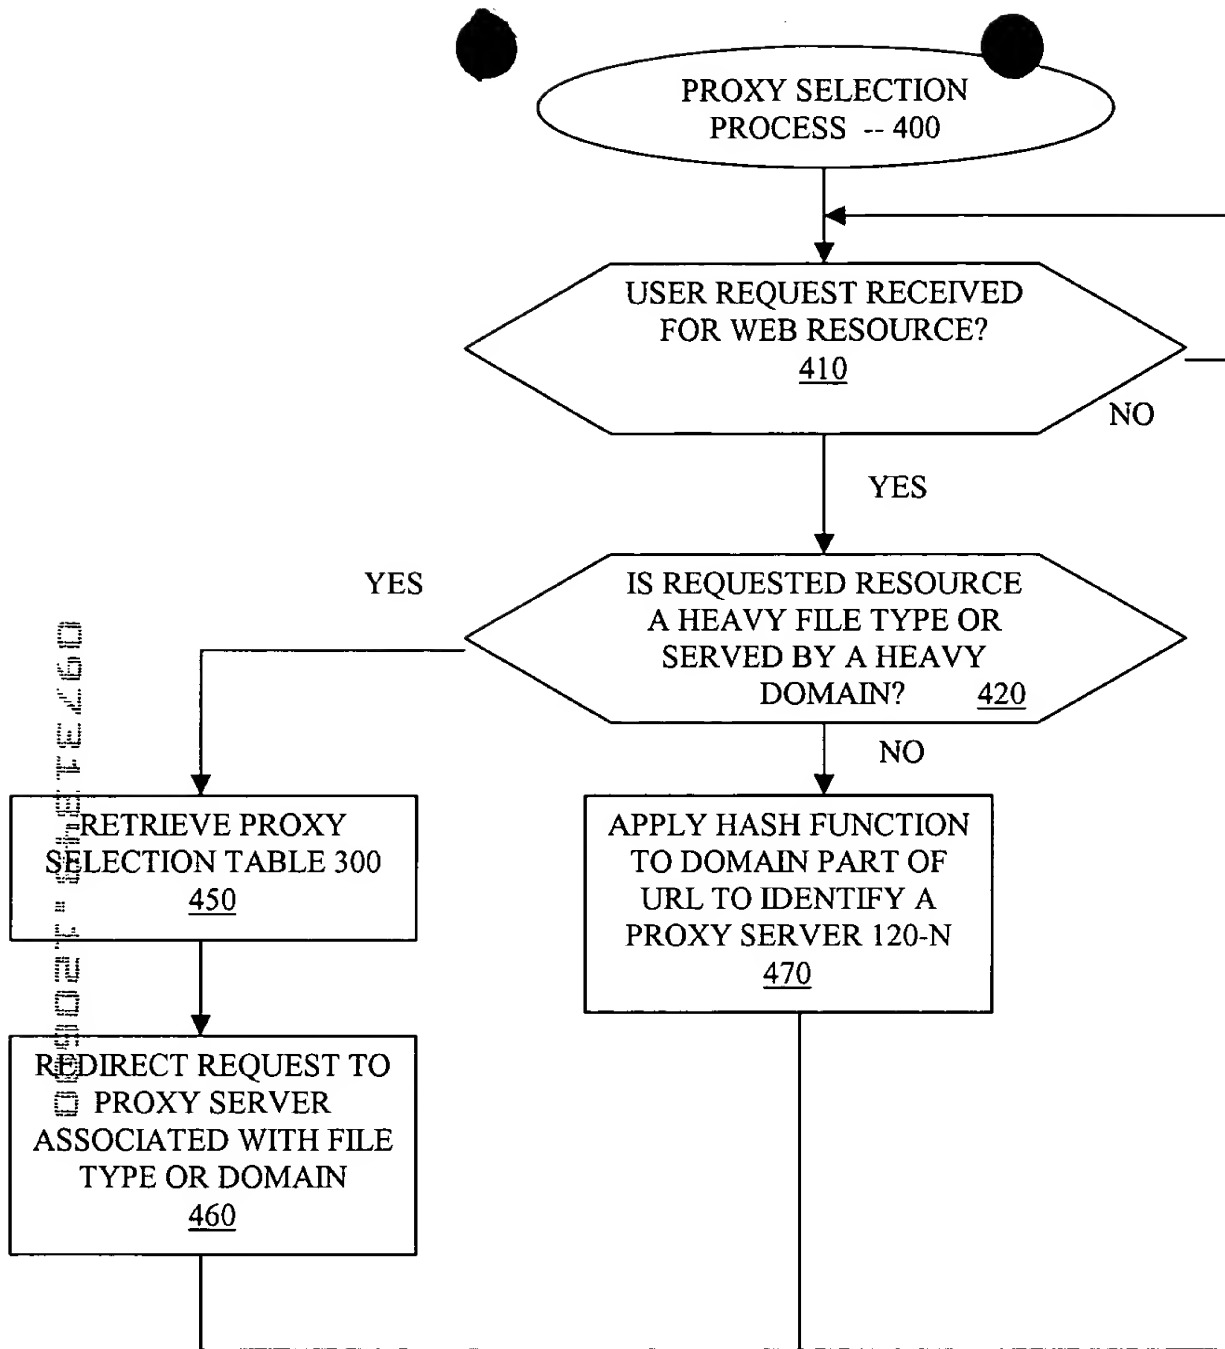 PROXY SELECTION
PROCESS -- 400
USER REQUEST RECEIVED
FOR WEB RESOURCE?
410
NO
YES
YES
IS REQUESTED RESOURCE
A HEAVY FILE TYPE OR
SERVED BY A HEAVY
DOMAIN? 420
NO
RETRIEVE PROXY
SELECTION TABLE 300
450
APPLY HASH FUNCTION
TO DOMAIN PART OF
URL TO IDENTIFY A
PROXY SERVER 120-N
470
REDIRECT REQUEST TO
PROXY SERVER
ASSOCIATED WITH FILE
TYPE OR DOMAIN
460